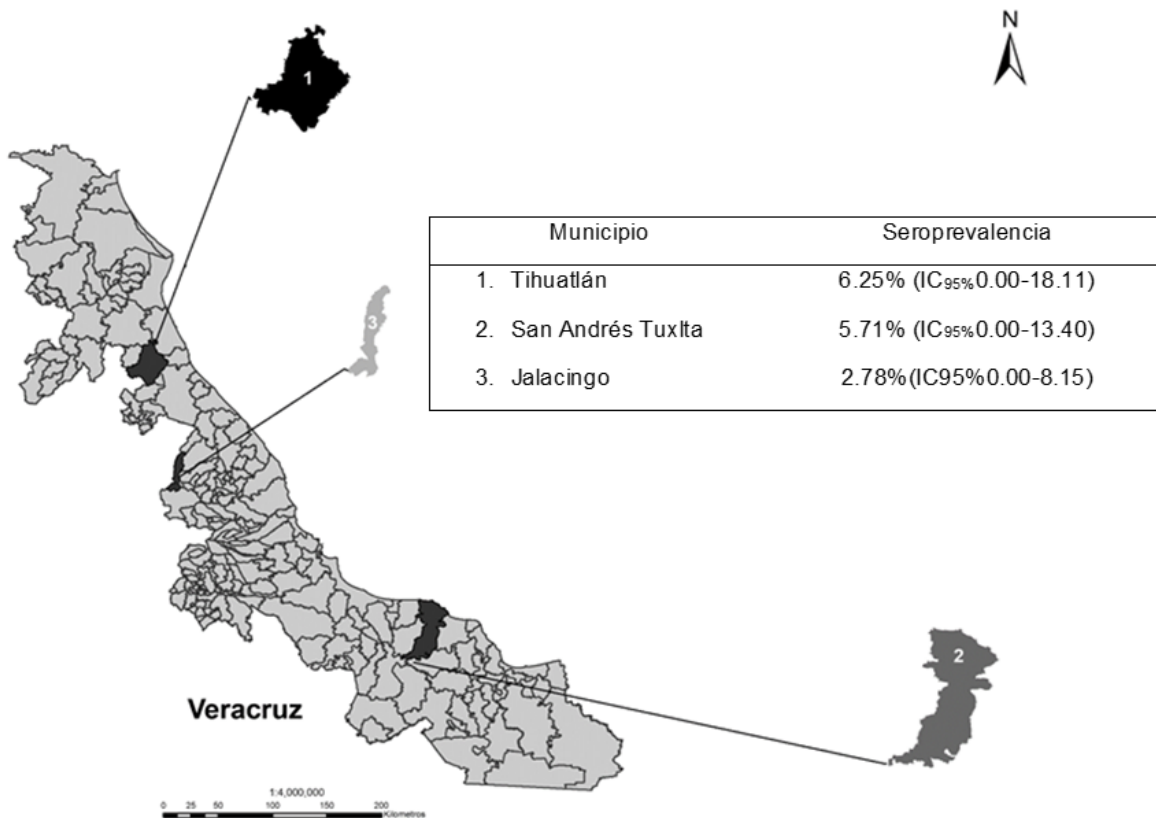 N
1
Municipio Seroprevalencia
1. Tihuatlán 6.25% (IC95%0.00-18.11)
2. San Andrés Tuxlta 5.71% (IC95%0.00-13.40)
3. Jalacingo 2.78%(IC95%0.00-8.15)
3
2
Veracruz
1:4,000,000
0 25 50 100 150 200
Kilometros